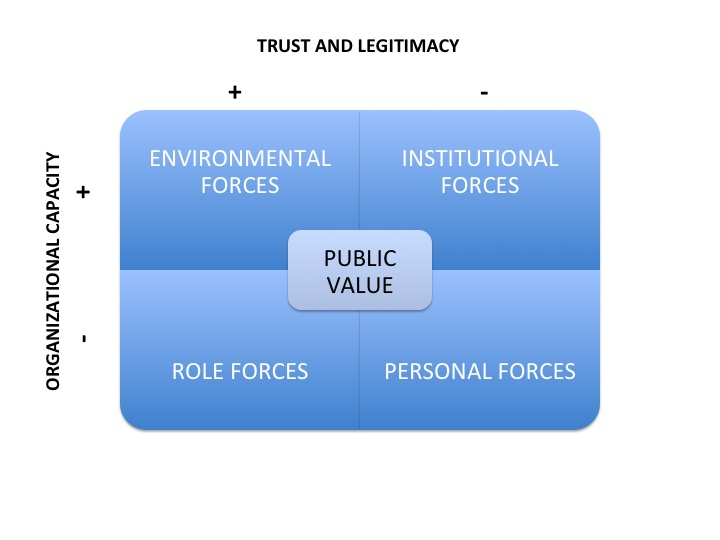 TRUST AND LEGITIMACY
+ -
ORGANIZATIONAL CAPACITY
+
-
ENVIRONMENTAL
FORCES
INSTITUTIONAL
FORCES
PUBLIC
VALUE
ROLE FORCES
PERSONAL FORCES